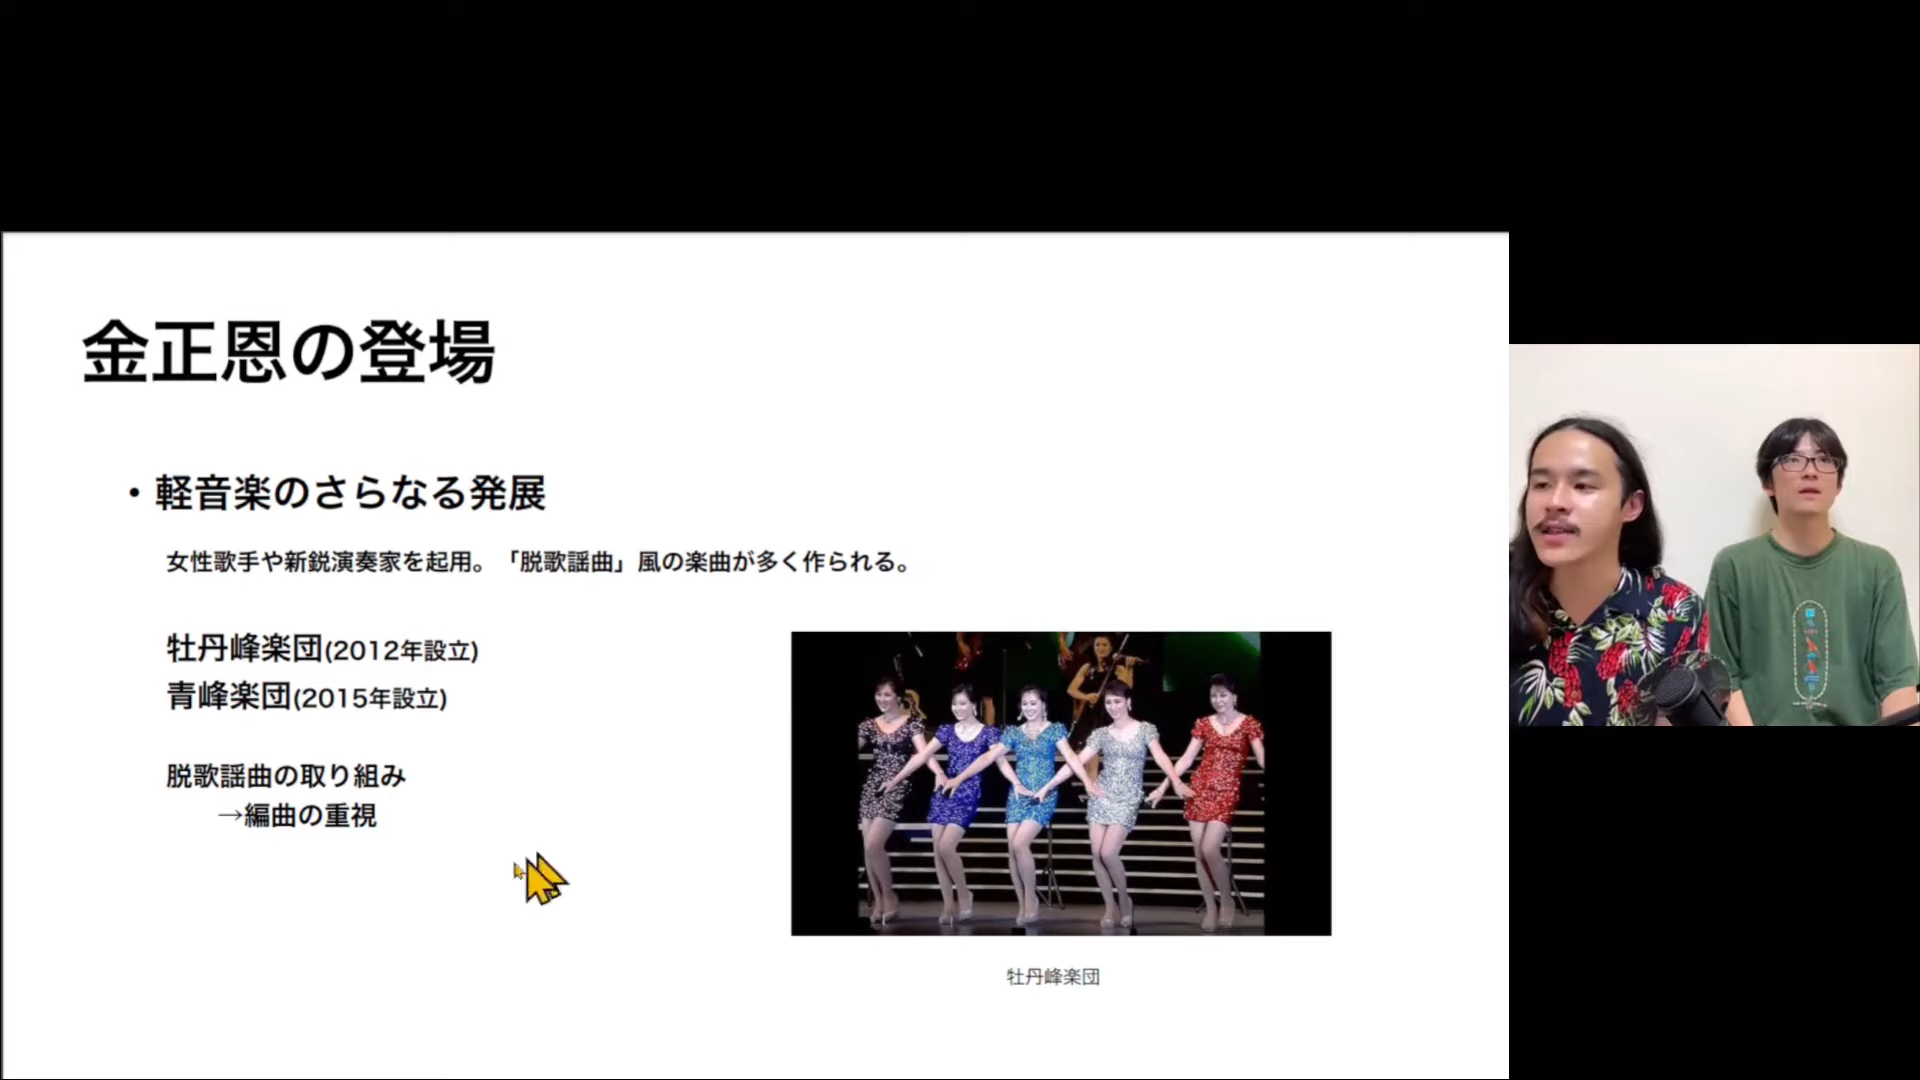 金正恩の登場
・軽音楽のさらなる発展
女性歌手や新鋭演奏家を起用。「脱歌謡曲」風の楽曲が多く作られる。
牡丹峰楽団(2012年設立)
青峰楽団(2015年設立)
脱歌謡曲の取り組み
→編曲の重視
牡丹峰楽団